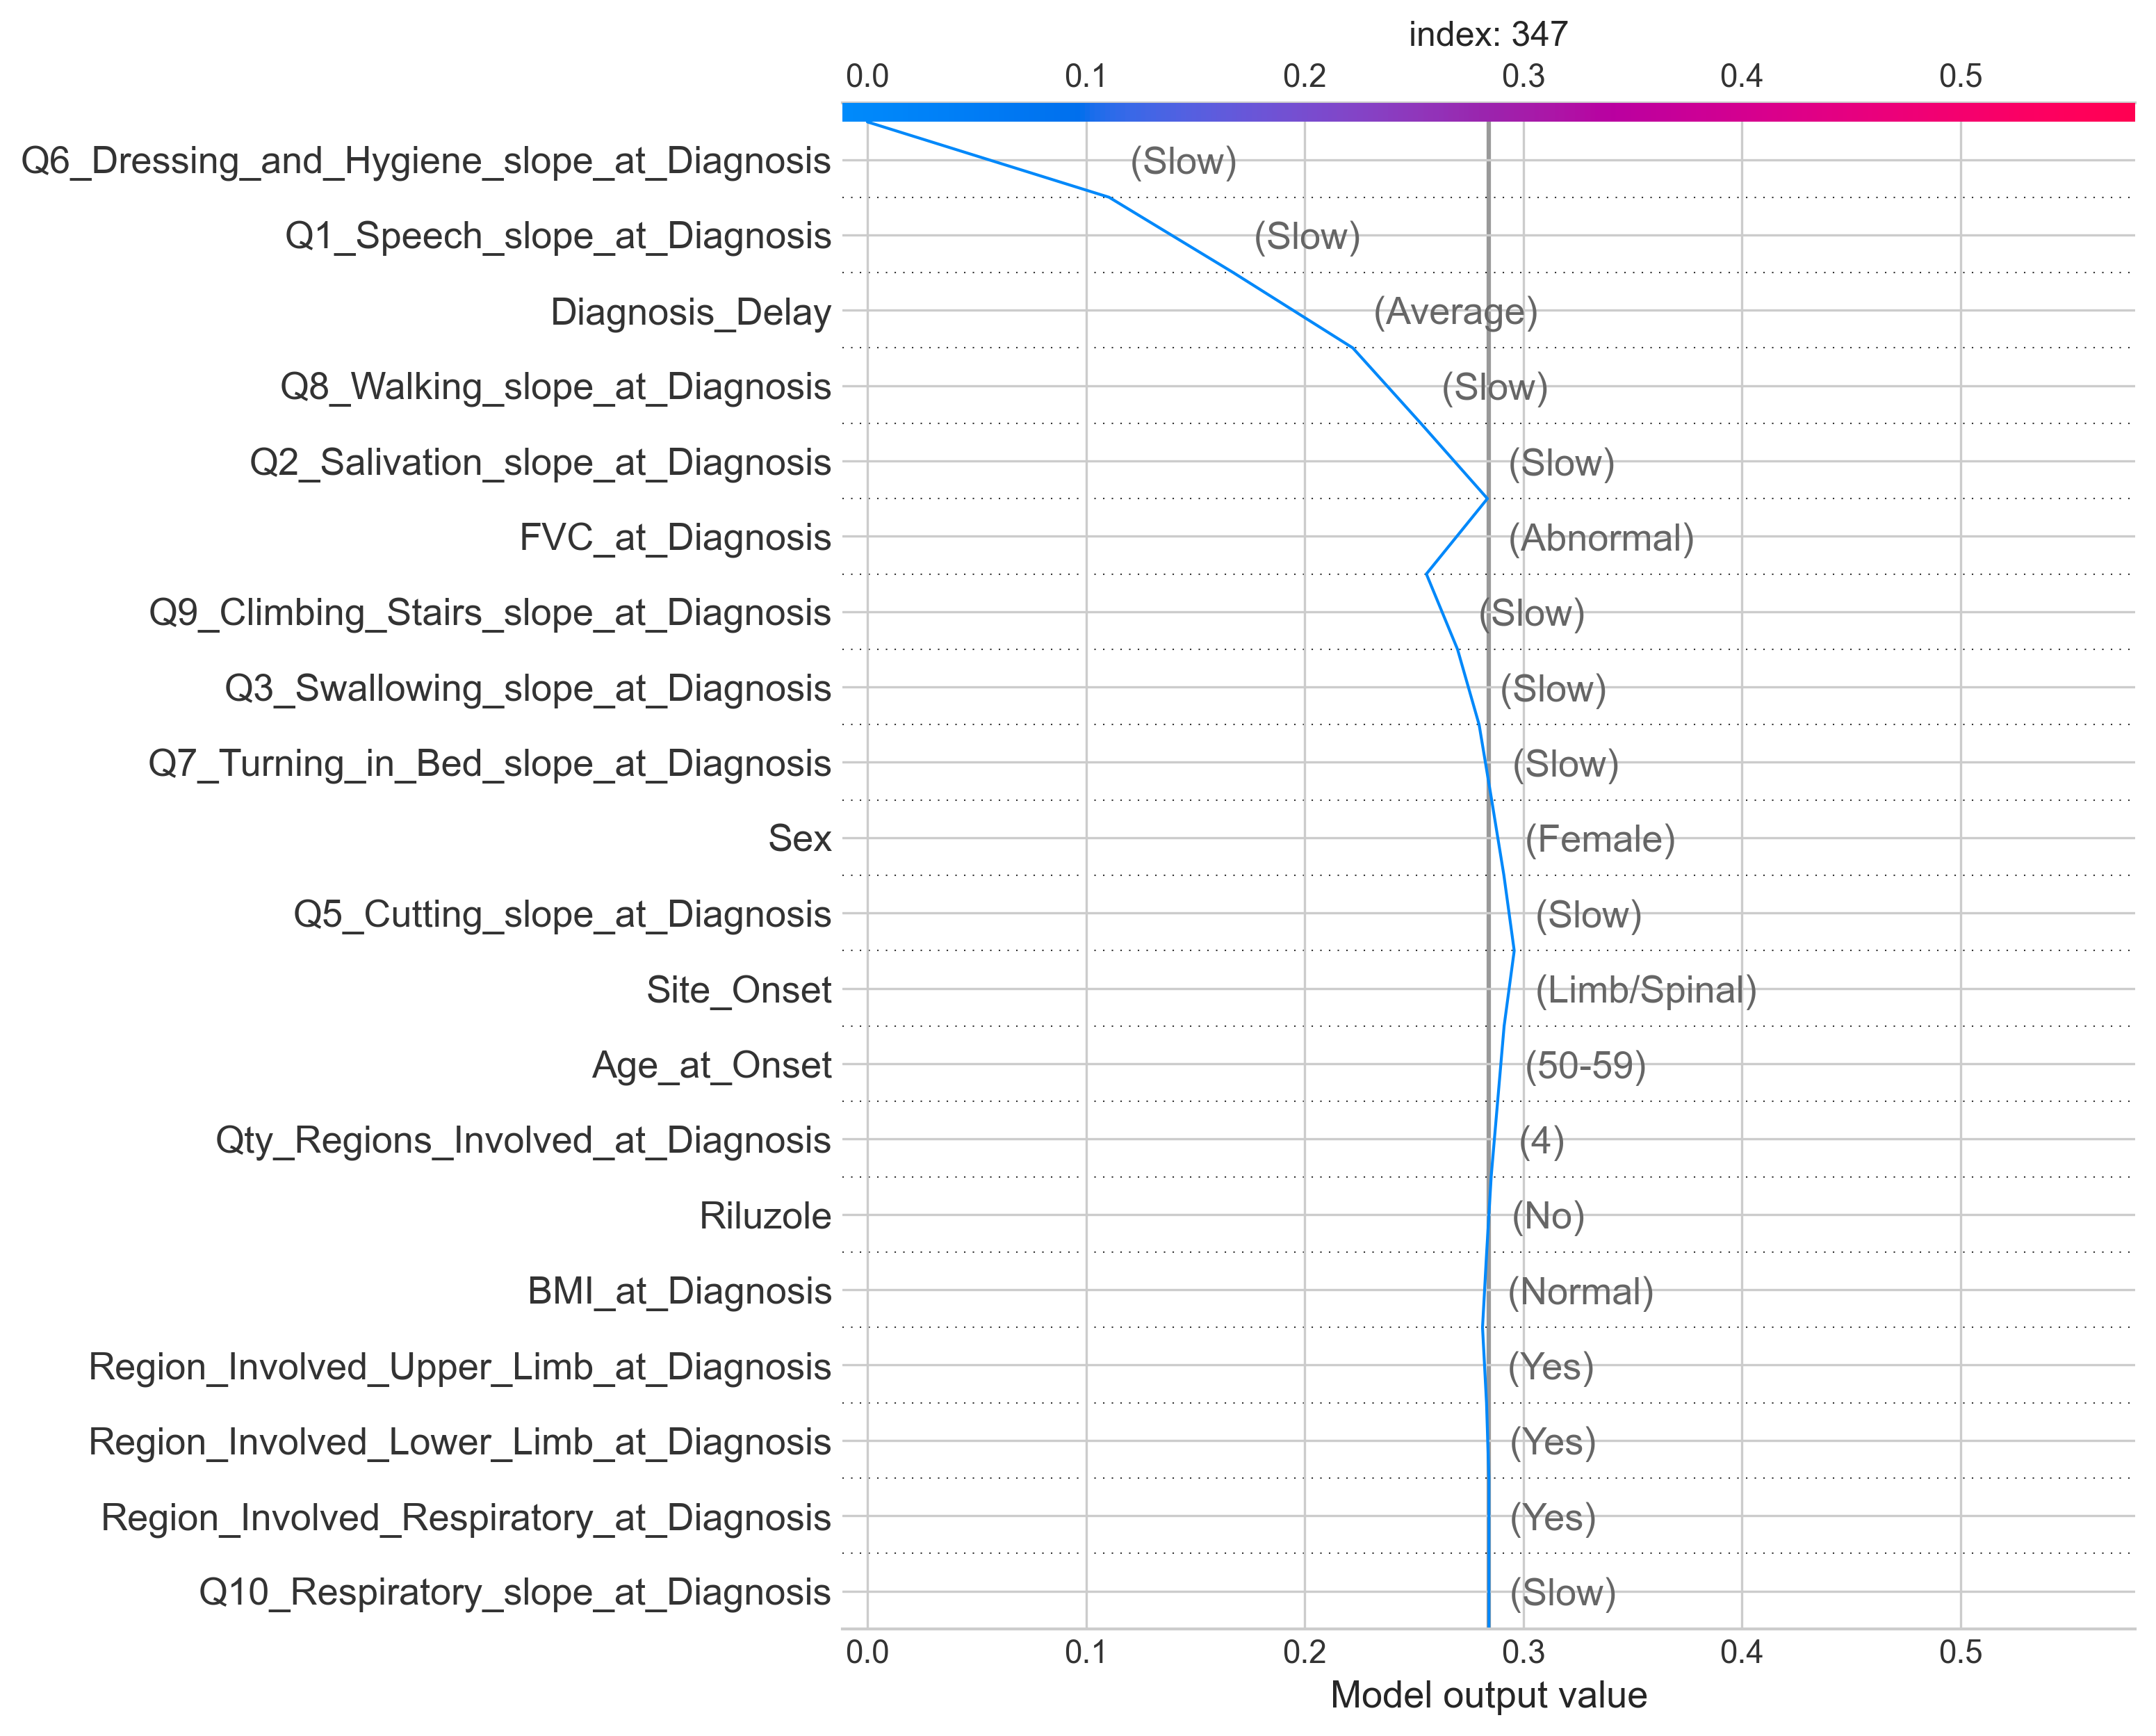 index: 347
0.0 0.1 0.2 0.3 0.4 0.5
Q6_Dressing_and_Hygiene_slope_at_Diagnosis (Slow)
Q1_Speech_slope_at_Diagnosis (Slow)
Diagnosis_Delay (Average)
Q8_Walking_slope_at_Diagnosis (Slow)
Q2_Salivation_slope_at_Diagnosis (Slow)
FVC_at_Diagnosis (Abnormal)
Q9_Climbing_Stairs_slope_at_Diagnosis (Slow)
Q3_Swallowing_slope_at_Diagnosis (Slow)
Q7_Turning_in_Bed_slope_at_Diagnosis (Slow)
Sex (Female)
Q5_Cutting_slope_at_Diagnosis (Slow)
Site_Onset (Limb/Spinal)
Age_at_Onset (50-59)
Qty_Regions_Involved_at_Diagnosis (4)
Riluzole (No)
BMI_at_Diagnosis (Normal)
Region_Involved_Upper_Limb_at_Diagnosis (Yes)
Region_Involved_Lower_Limb_at_Diagnosis (Yes)
Region_Involved_Respiratory_at_Diagnosis (Yes)
Q10_Respiratory_slope_at_Diagnosis (Slow)
0.0 0.1 0.2 0.3 0.4 0.5
Model output value